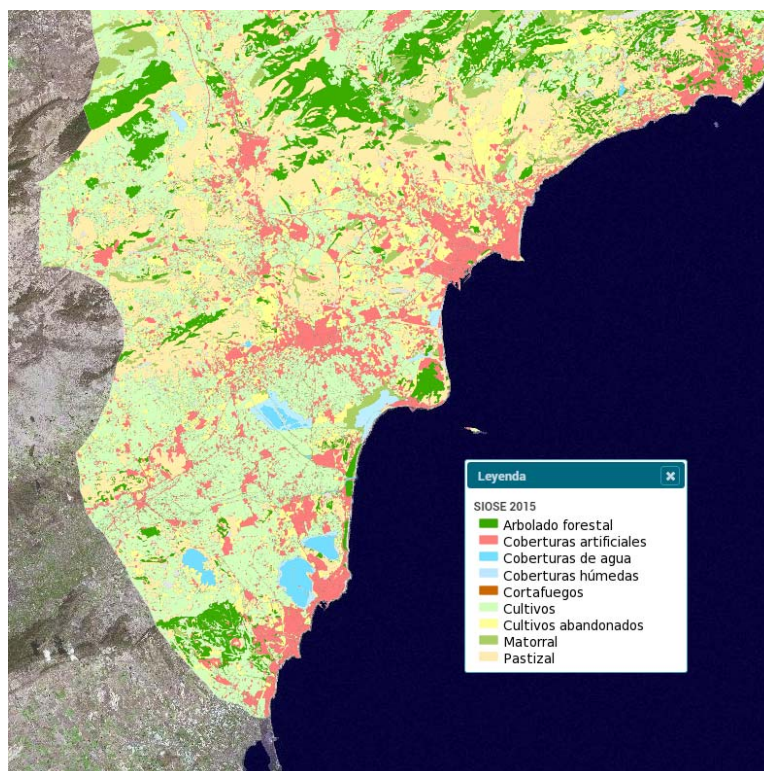 Leyenda
SIOSE 2015
Arbolado forestal
Coberturas artificiales
Coberturas de agua
Coberturas húmedas
Cortafuegos
Cultivos
Cultivos abandonados
Matorral
Pastizal